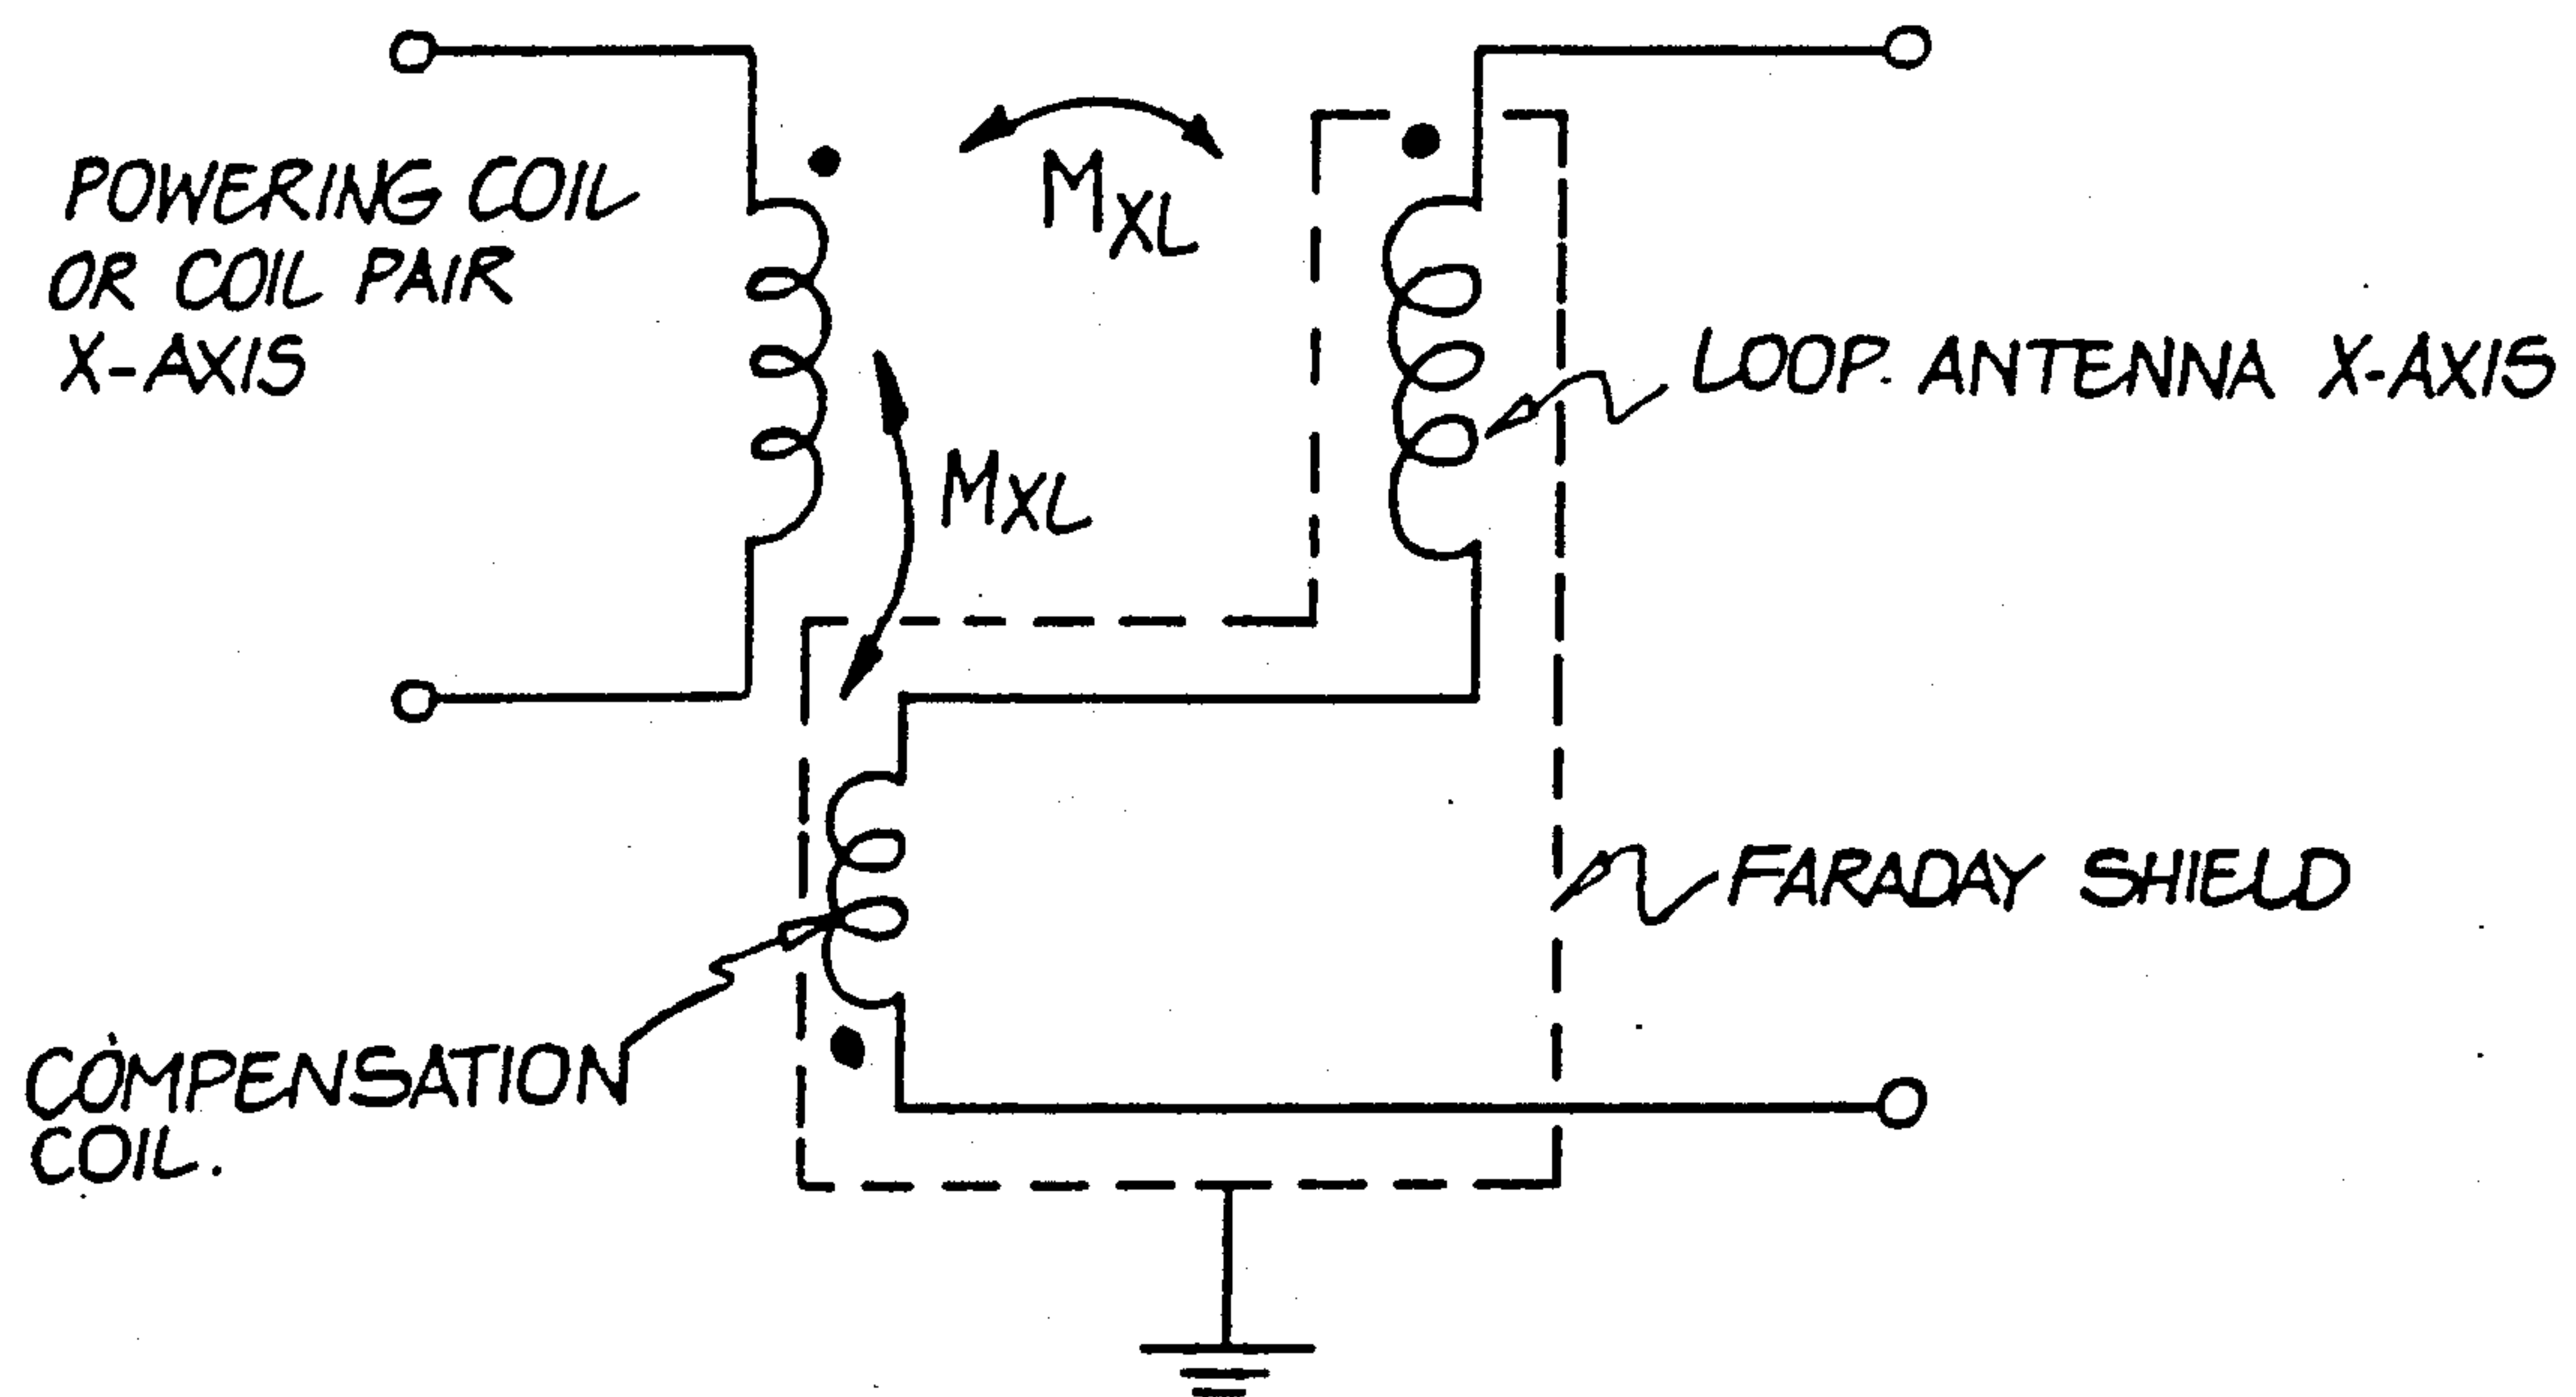 POWERING COIL
OR COIL PAIR
X-AXIS
MXL
MXL
LOOP. ANTENNA X-AXIS
FARADAY SHIELD
COMPENSATION
COIL.